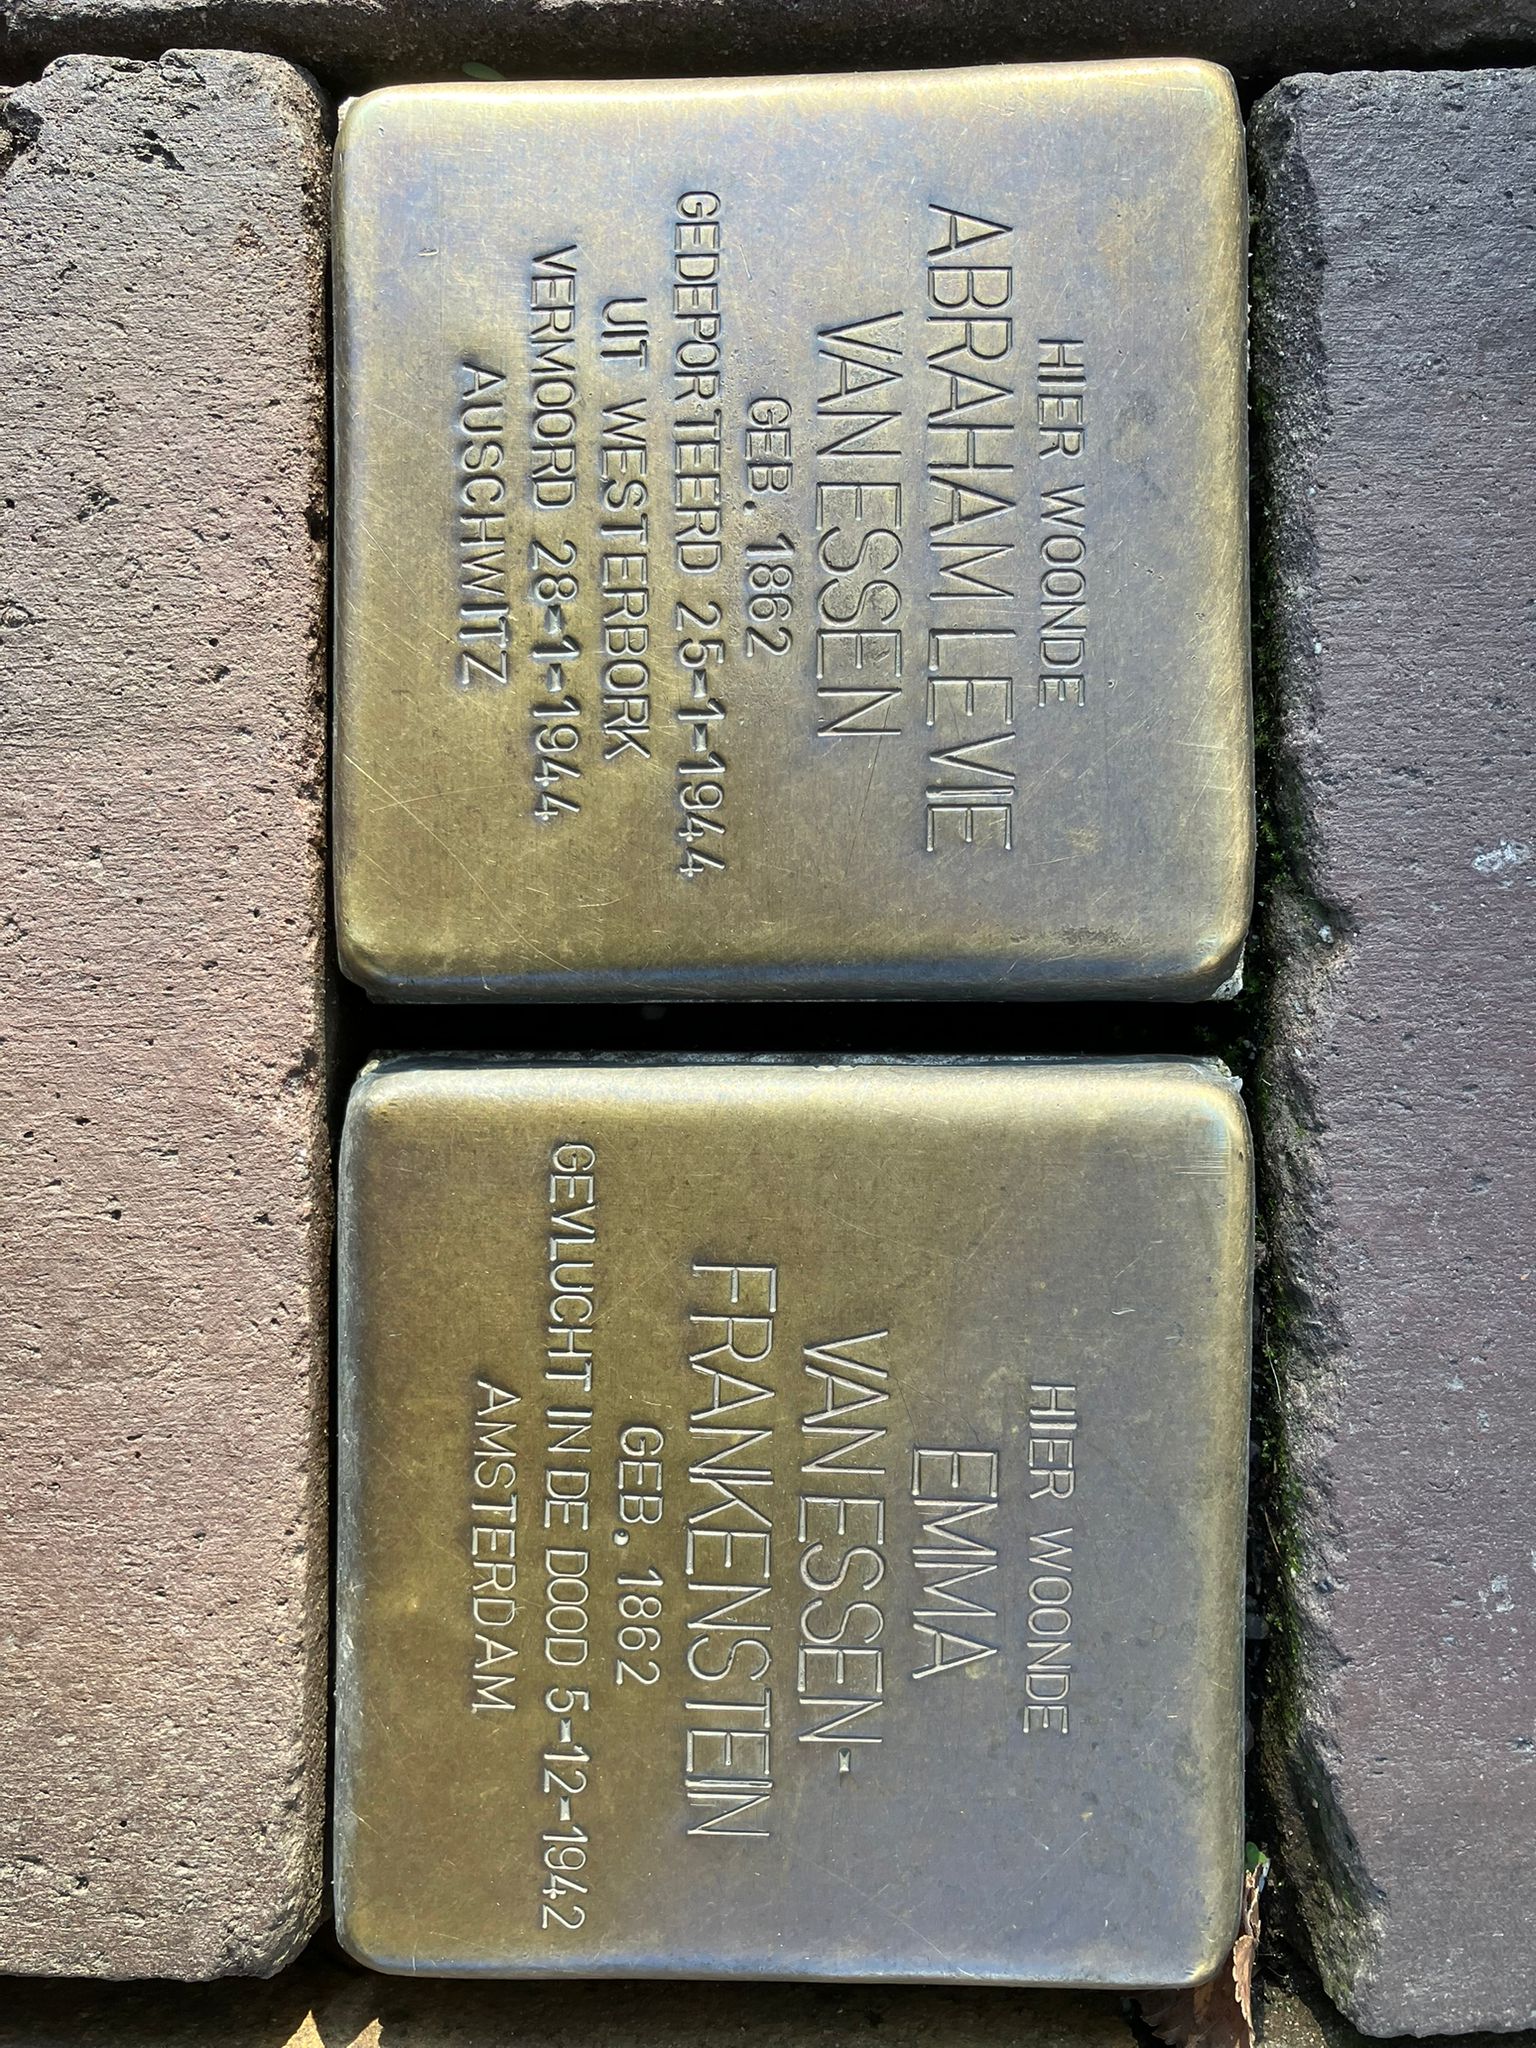 HIER WOONDE
ABRAHAM LEVIE
VAN ESSEN
GEB. 1862
GEDEPORTEERD 25-1-1944
UIT WESTERBORK
VERMOORD 28-1-1944
AUSCHWITZ
HIER WOONDE
EMMA
VAN ESSEN-
FRANKENSTEIN
GEB. 1862
GEVLUCHT IN DE DOOD 5-12-1942
AMSTERDAM